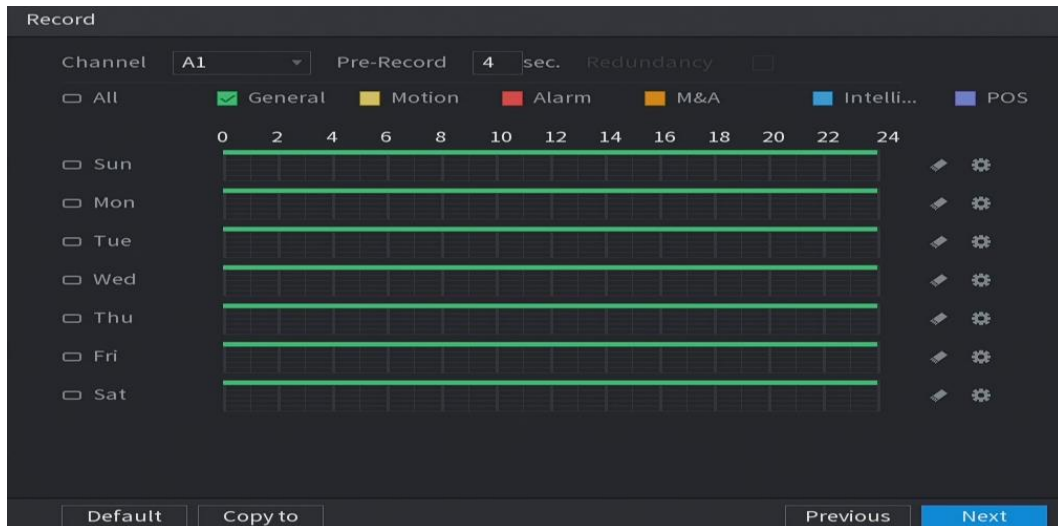 Record
Channel A1 Pre-Record 4 sec. Redundancy
All General Motion Alarm M&A Intelli... POS
0 2 4 6 8 10 12 14 16 18 20 22 24
Sun
Mon
Tue
Wed
Thu
Fri
Sat
Default Copy to Previous Next